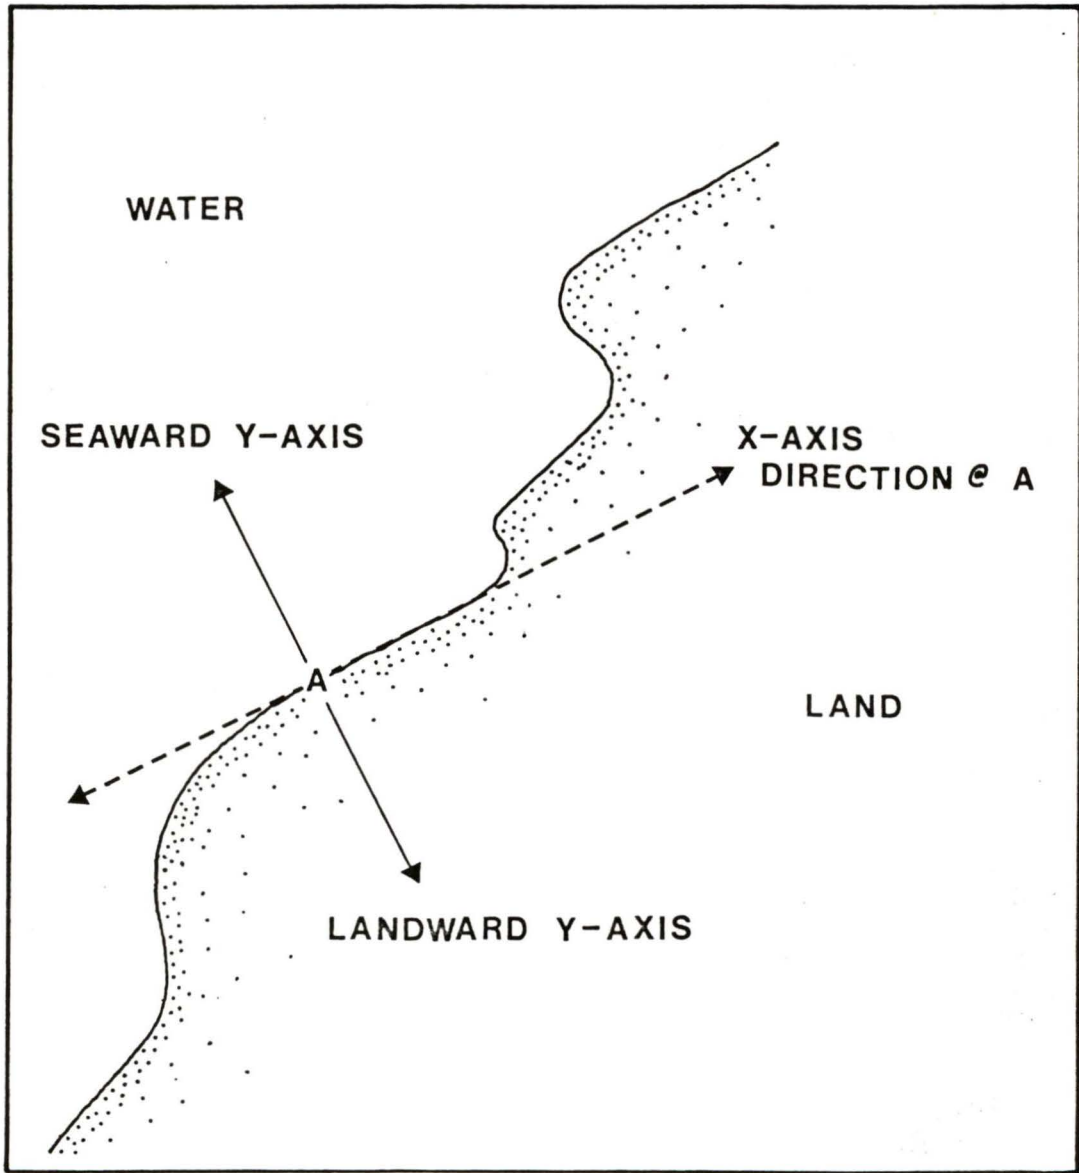 WATER
SEAWARD Y-AXIS
X-AXIS
DIRECTION @ A
A
LAND
LANDWARD Y-AXIS